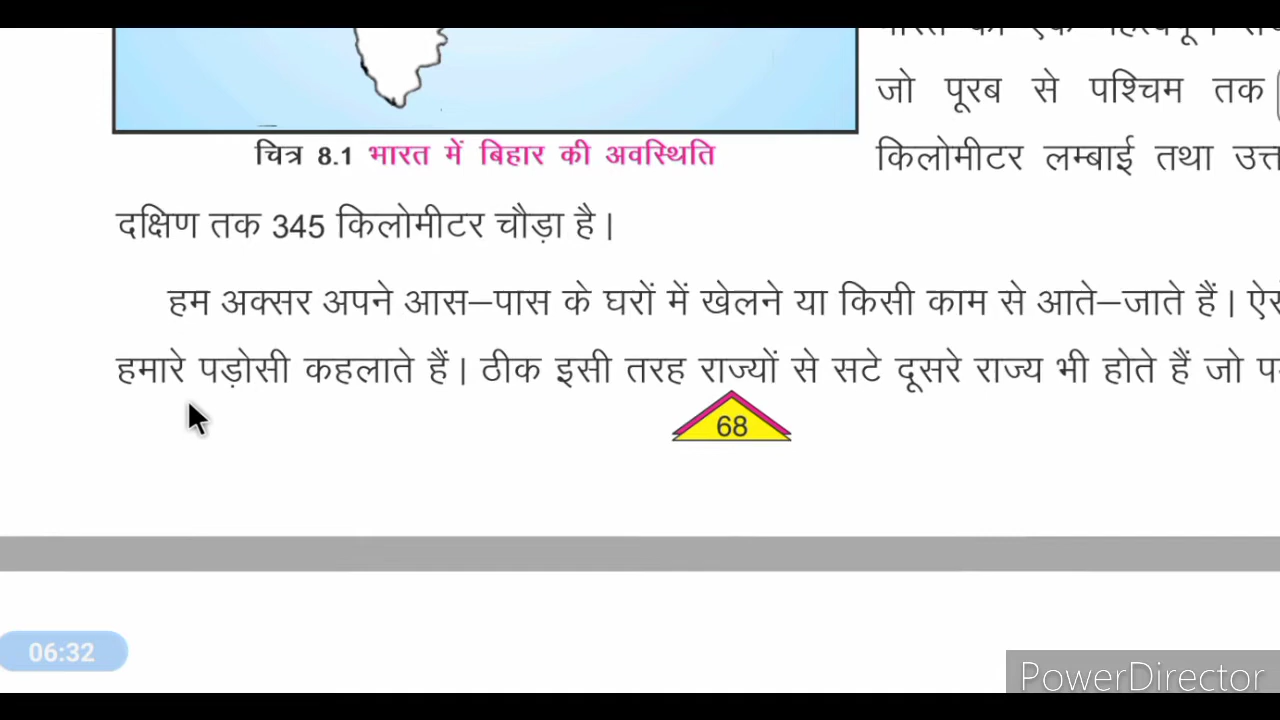 जो पूरब से पश्चिम तक
चित्र 8.1 भारत में बिहार की अवस्थिति
किलोमीटर लम्बाई तथा
दक्षिण तक 345 किलोमीटर चौड़ा है।
हम अक्सर अपने आस–पास के घरों में खेलने या किसी काम से आते–जाते हैं।
हमारे पड़ोसी कहलाते हैं। ठीक इसी तरह राज्यों से सटे दूसरे राज्य भी होते हैं जो
68
06:32
PowerDirector